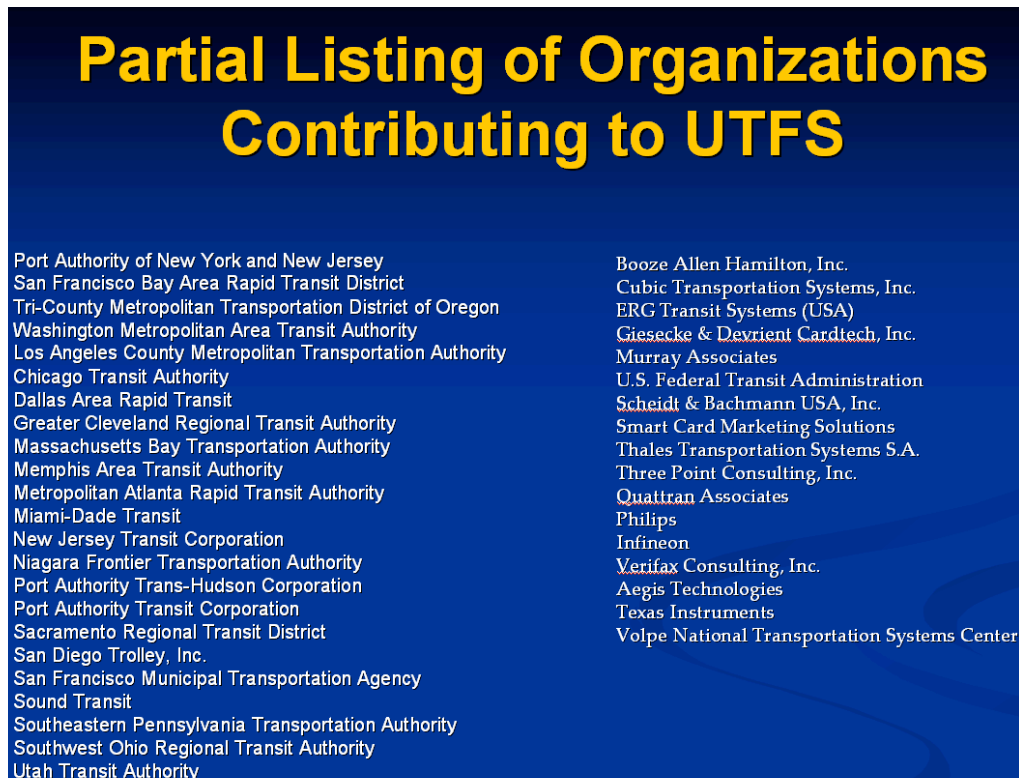 Partial Listing of Organizations
Contributing to UTFS
Port Authority of New York and New Jersey
San Francisco Bay Area Rapid Transit District
Tri-County Metropolitan Transportation District of Oregon
Washington Metropolitan Area Transit Authority
Los Angeles County Metropolitan Transportation Authority
Chicago Transit Authority
Dallas Area Rapid Transit
Greater Cleveland Regional Transit Authority
Massachusetts Bay Transportation Authority
Memphis Area Transit Authority
Metropolitan Atlanta Rapid Transit Authority
Miami-Dade Transit
New Jersey Transit Corporation
Niagara Frontier Transportation Authority
Port Authority Trans-Hudson Corporation
Port Authority Transit Corporation
Sacramento Regional Transit District
San Diego Trolley, Inc.
San Francisco Municipal Transportation Agency
Sound Transit
Southeastern Pennsylvania Transportation Authority
Southwest Ohio Regional Transit Authority
Utah Transit Authority
Booze Allen Hamilton, Inc.
Cubic Transportation Systems, Inc.
ERG Transit Systems (USA)
Giesecke & Devrient Cardtech, Inc.
Murray Associates
U.S. Federal Transit Administration
Scheidt & Bachmann USA, Inc.
Smart Card Marketing Solutions
Thales Transportation Systems S.A.
Three Point Consulting, Inc.
Quattran Associates
Philips
Infineon
Verifax Consulting, Inc.
Aegis Technologies
Texas Instruments
Volpe National Transportation Systems Center